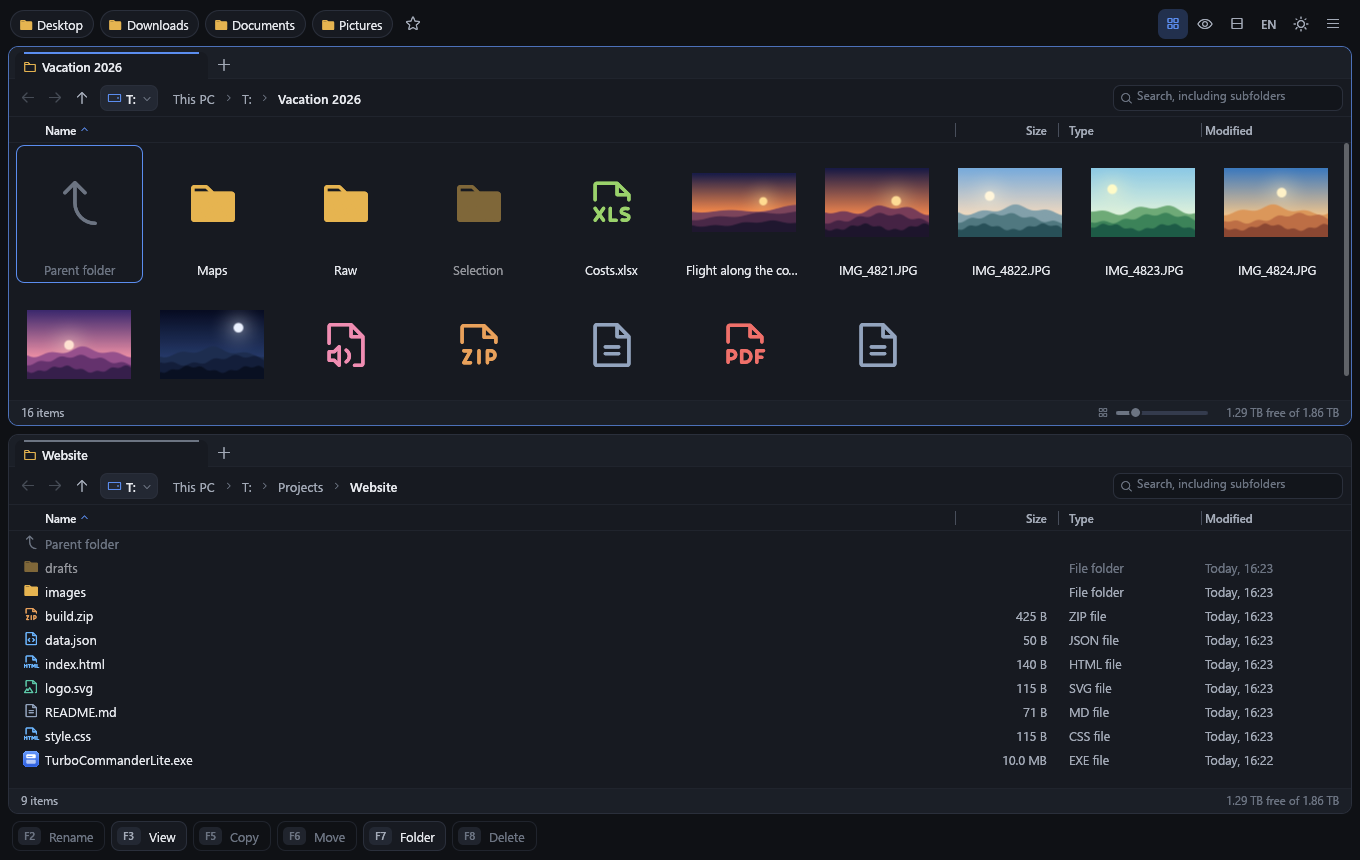 Desktop Downloads Documents Pictures EN
Vacation 2026
T: This PC T: Vacation 2026 Search, including subfolders
Name Size Type Modified
XLS
Parent folder Maps Raw Selection Costs.xlsx Flight along the co... IMG_4821.JPG IMG_4822.JPG IMG_4823.JPG IMG_4824.JPG
ZIP PDF
16 items 1.29 TB free of 1.86 TB
Website
T: This PC T: Projects Website Search, including subfolders
Name Size Type Modified
Parent folder
drafts File folder Today, 16:23
images File folder Today, 16:23
ZIP build.zip 425 B ZIP file Today, 16:23
data.json 50 B JSON file Today, 16:23
HTML index.html 140 B HTML file Today, 16:23
logo.svg 115 B SVG file Today, 16:23
README.md 71 B MD file Today, 16:23
HTML style.css 115 B CSS file Today, 16:23
TurboCommanderLite.exe 10.0 MB EXE file Today, 16:22
9 items 1.29 TB free of 1.86 TB
F2 Rename F3 View F5 Copy F6 Move F7 Folder F8 Delete